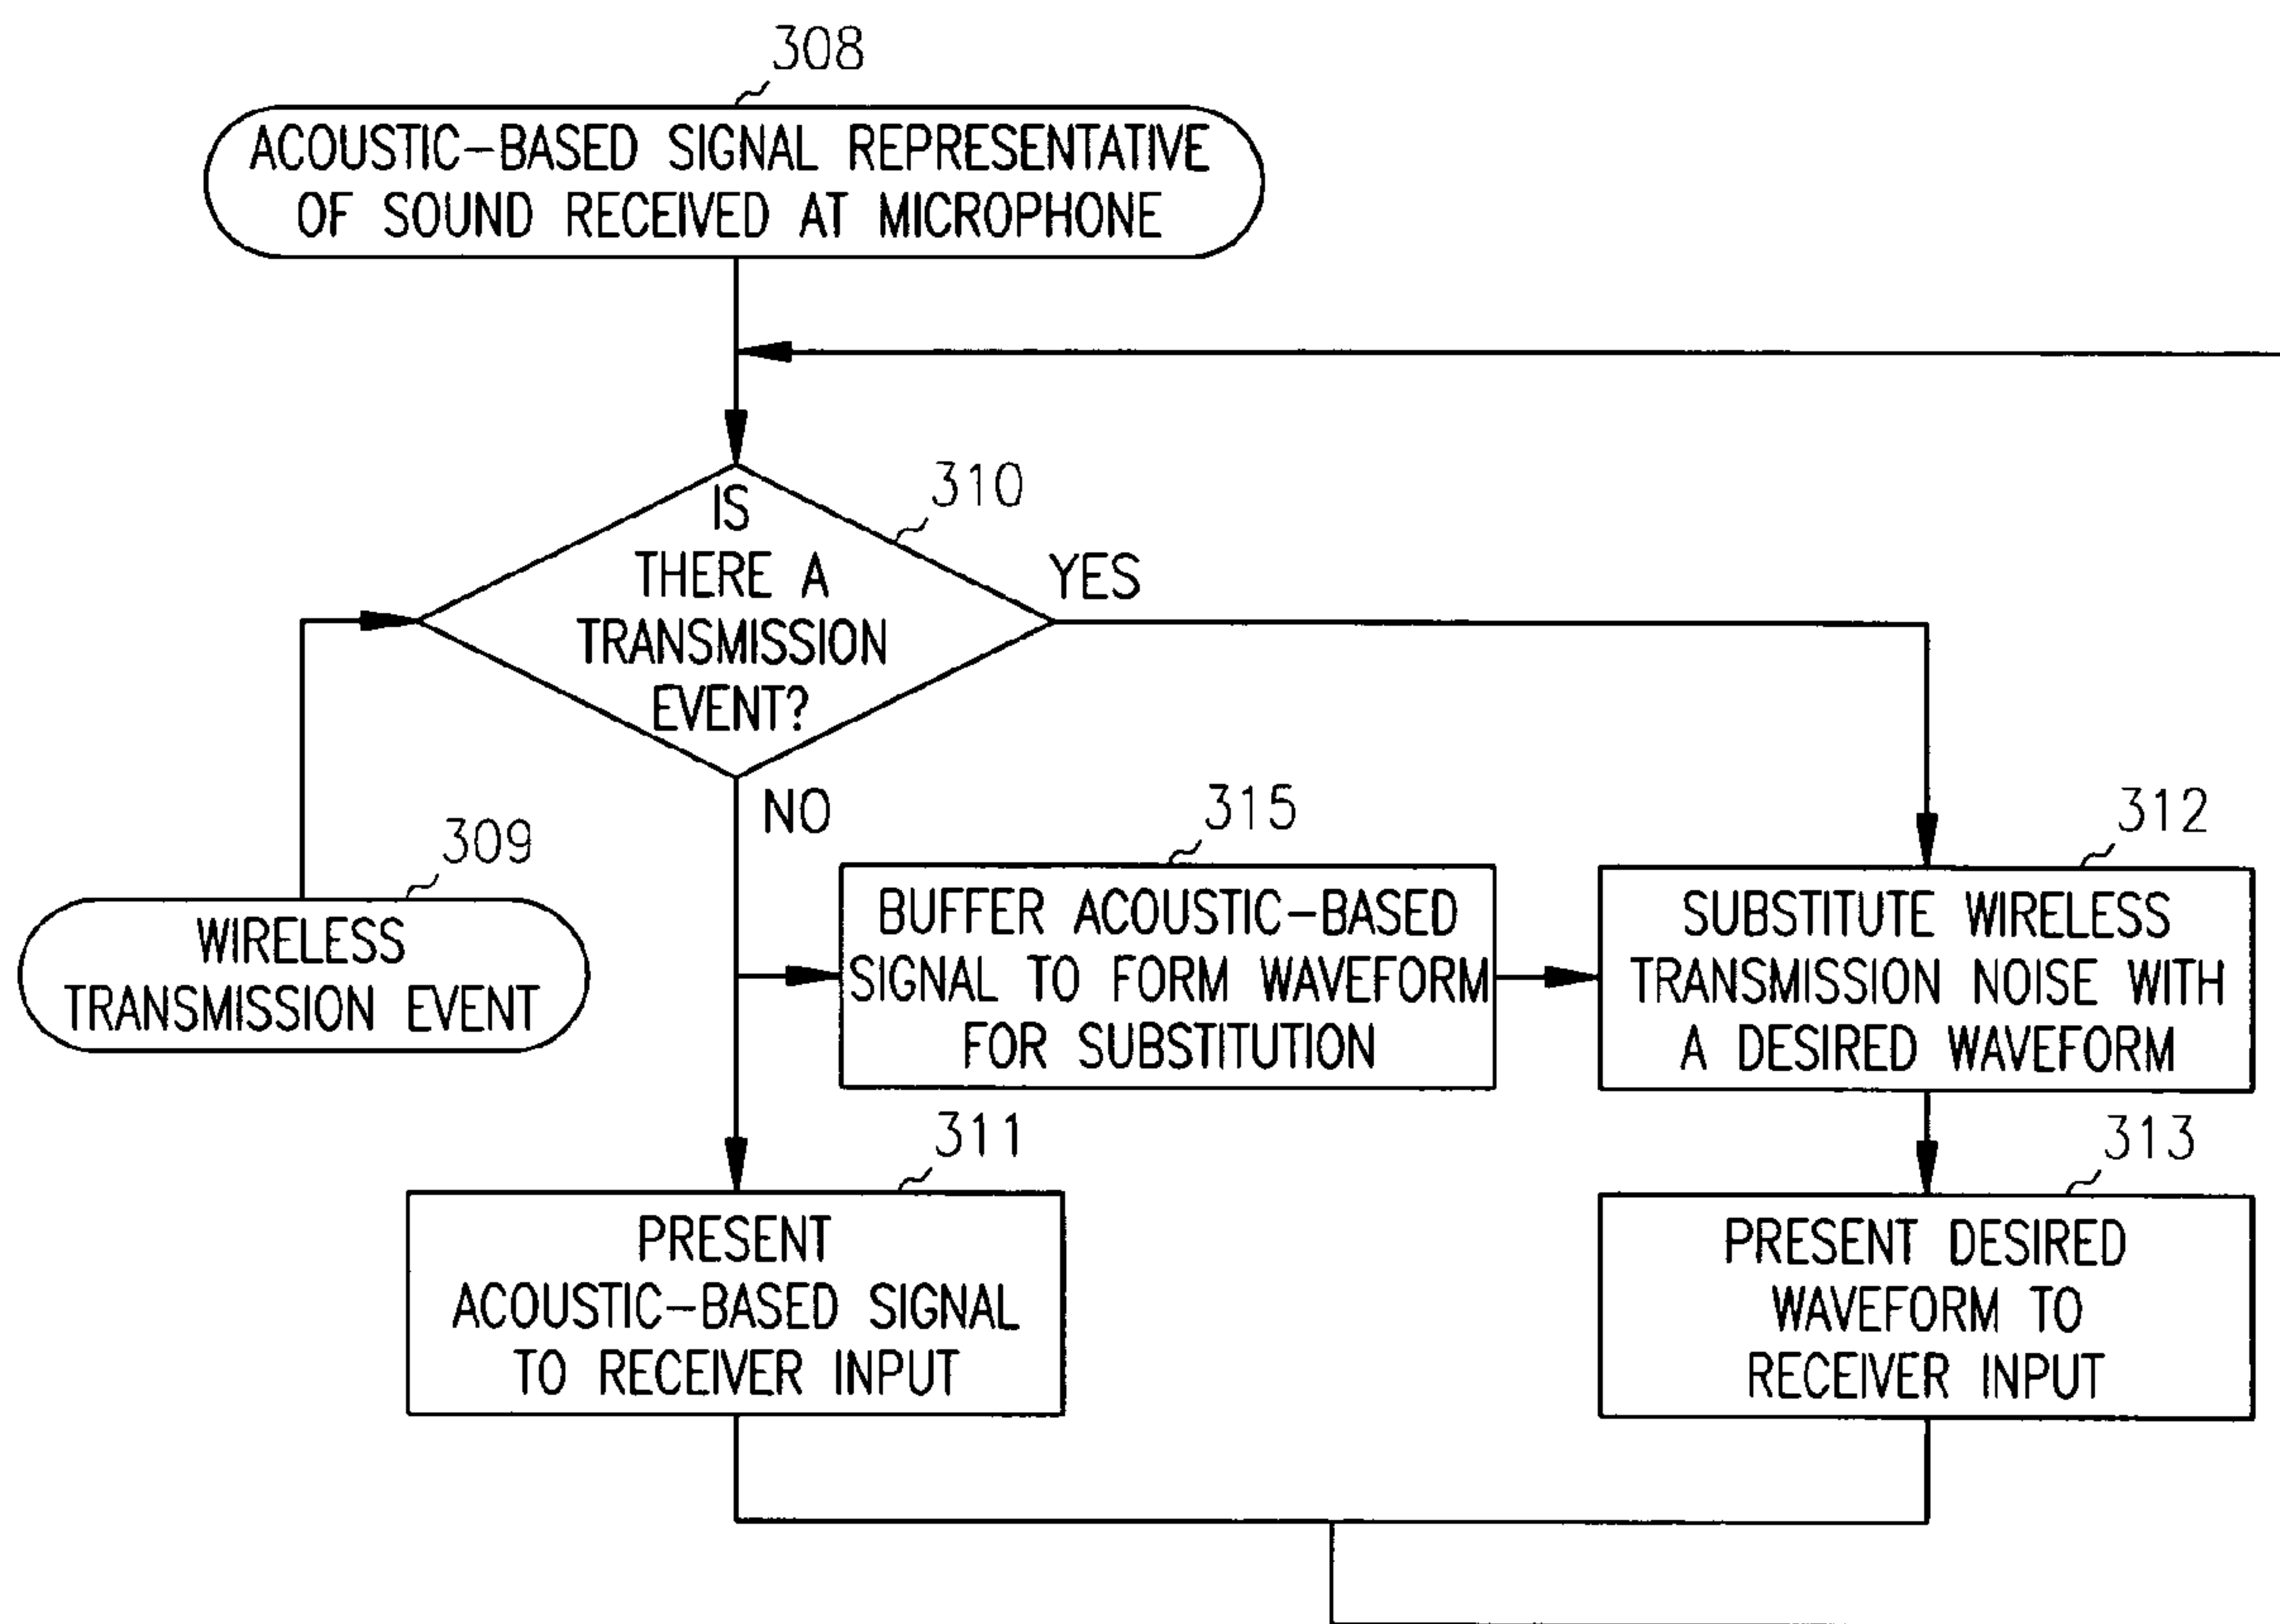 308
ACOUSTIC-BASED SIGNAL REPRESENTATIVE
OF SOUND RECEIVED AT MICROPHONE
310
IS
THERE A
TRANSMISSION
EVENT?
YES
NO
309
WIRELESS
TRANSMISSION EVENT
315
BUFFER ACOUSTIC-BASED
SIGNAL TO FORM WAVEFORM
FOR SUBSTITUTION
312
SUBSTITUTE WIRELESS
TRANSMISSION NOISE WITH
A DESIRED WAVEFORM
311
PRESENT
ACOUSTIC-BASED SIGNAL
TO RECEIVER INPUT
313
PRESENT DESIRED
WAVEFORM TO
RECEIVER INPUT